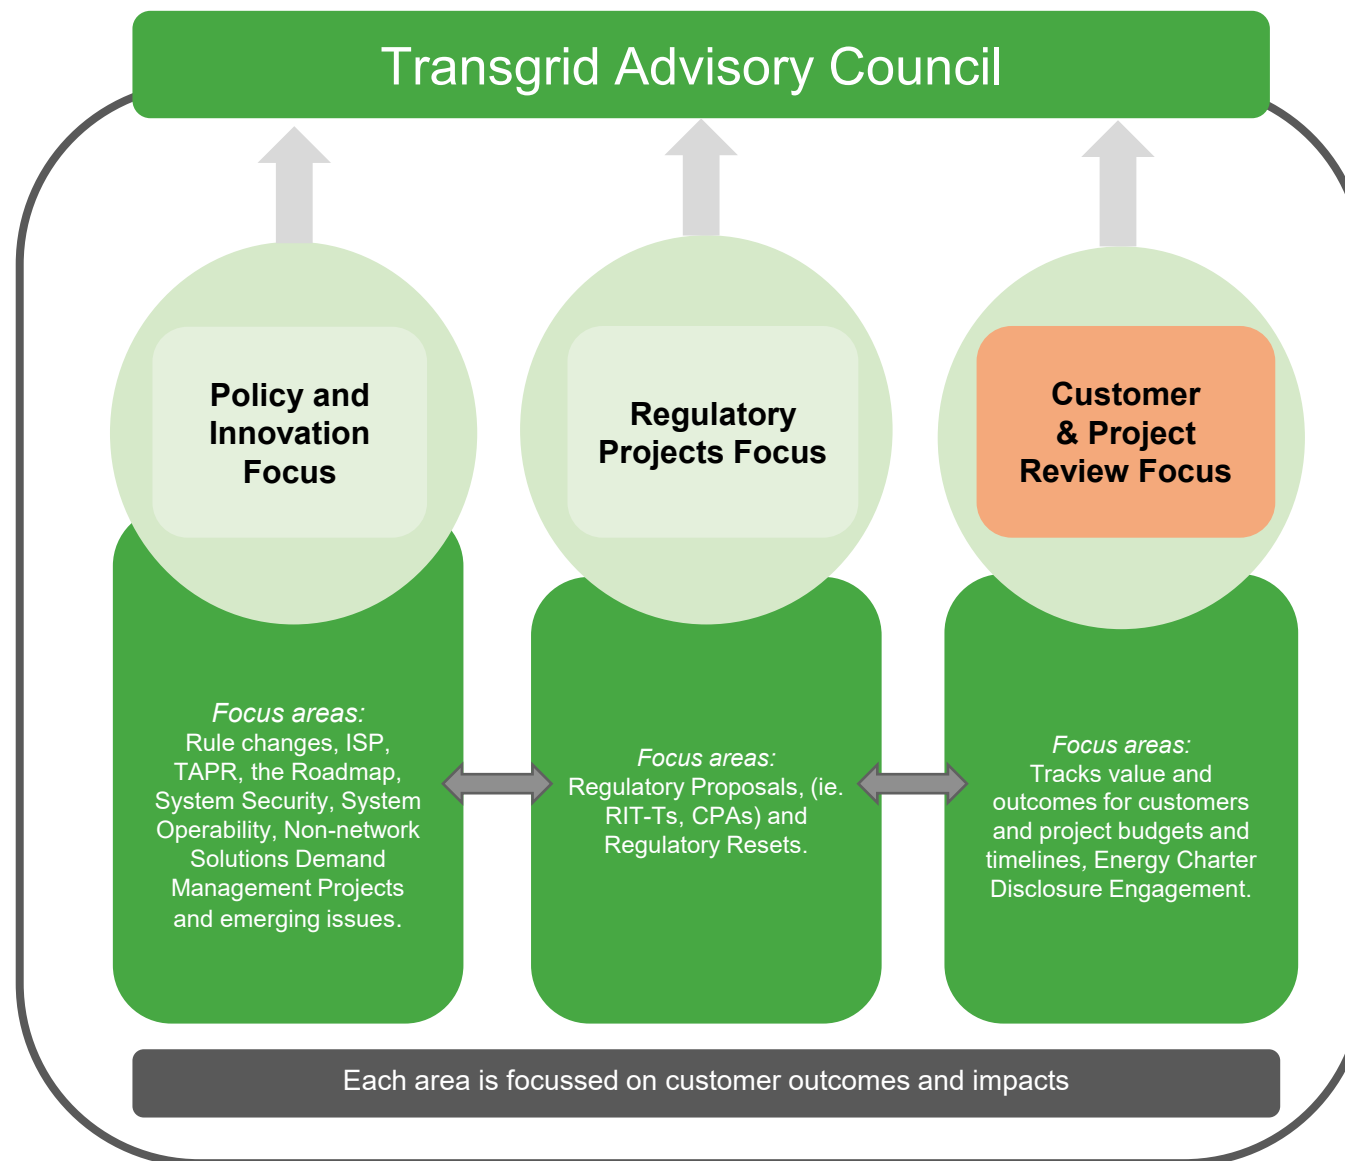 Transgrid Advisory Council
Policy and
Innovation
Focus
Focus areas:
Rule changes, ISP,
TAPR, the Roadmap,
System Security, System
Operability, Non-network
Solutions Demand
Management Projects
and emerging issues.
Regulatory
Projects Focus
Focus areas:
Regulatory Proposals, (ie.
RIT-Ts, CPAs) and
Regulatory Resets.
Customer
& Project
Review Focus
Focus areas:
Tracks value and
outcomes for customers
and project budgets and
timelines, Energy Charter
Disclosure Engagement.
Each area is focussed on customer outcomes and impacts